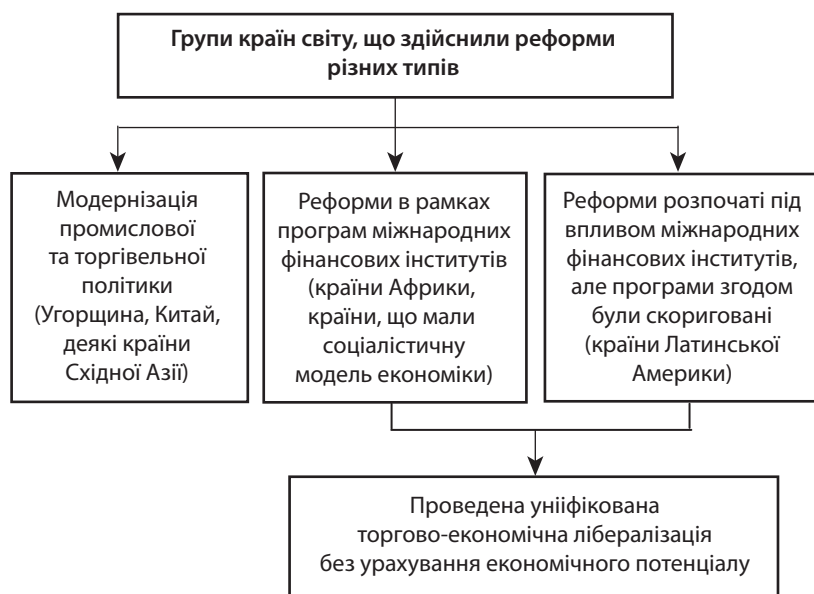 Групи країн світу, що здійснили реформи
різних типів
Модернізація
промислової
та торгівельної
політики
(Угорщина, Китай,
деякі країни
Східної Азії)
Реформи в рамках
програм міжнародних
фінансових інститутів
(країни Африки,
країни, що мали
соціалістичну
модель економіки)
Реформи розпочаті під
впливом міжнародних
фінансових інститутів,
але програми згодом
були скориговані
(країни Латинської
Америки)
Проведена унііфікована
торгово-економічна лібералізація
без урахування економічного потенціалу